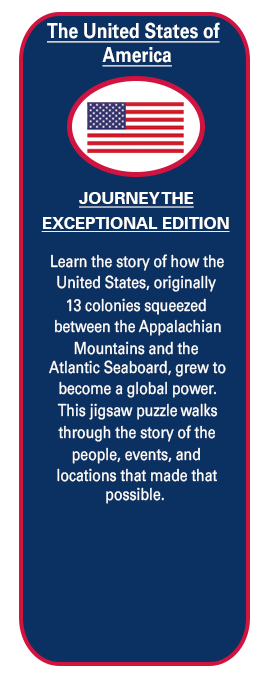 The United States of
America
JOURNEY THE
EXCEPTIONAL EDITION
Learn the story of how the
United States, originally
13 colonies squeezed
between the Appalachian
Mountains and the
Atlantic Seaboard, grew to
become a global power.
This jigsaw puzzle walks
through the story of the
people, events, and
locations that made that
possible.